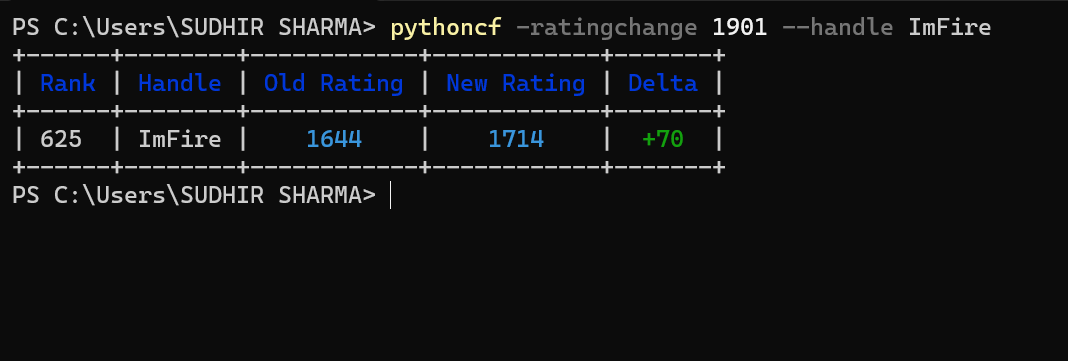 PS C:\Users\SUDHIR SHARMA> pythoncf -ratingchange 1901 --handle ImFire
+------+--------+------------+------------+-------+
| Rank | Handle | Old Rating | New Rating | Delta |
+------+--------+------------+------------+-------+
| 625 | ImFire | 1644 | 1714 | +70 |
+------+--------+------------+------------+-------+
PS C:\Users\SUDHIR SHARMA>